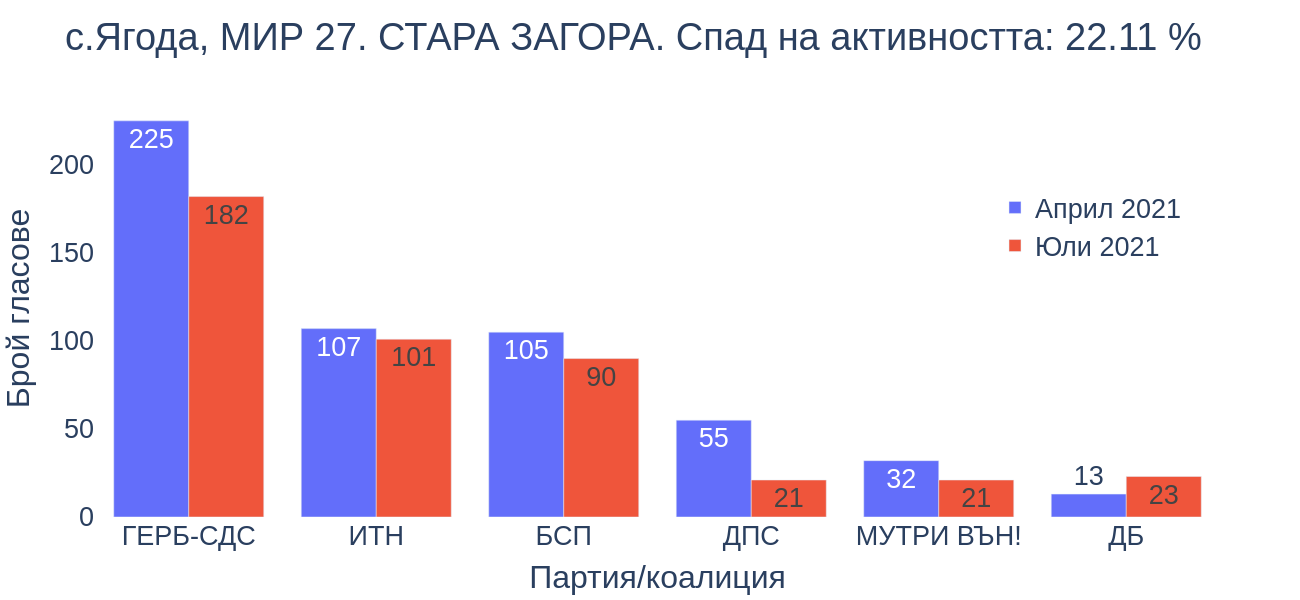 с.Ягода, МИР 27. СТАРА ЗАГОРА. Спад на активността: 22.11 %
Брой гласове
200
150
100
50
0
225
182
107
101
105
90
55
21
32
21
13
23
Април 2021
Юли 2021
ГЕРБ-СДС
ИТН
БСП
ДПС
МУТРИ ВЪН!
ДБ
Партия/коалиция